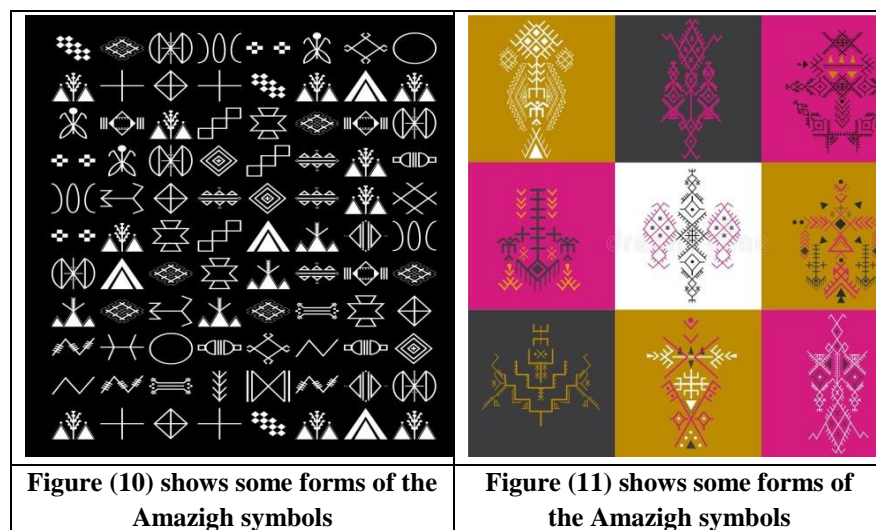 Figure (10) shows some forms of the
Amazigh symbols
Figure (11) shows some forms of
the Amazigh symbols